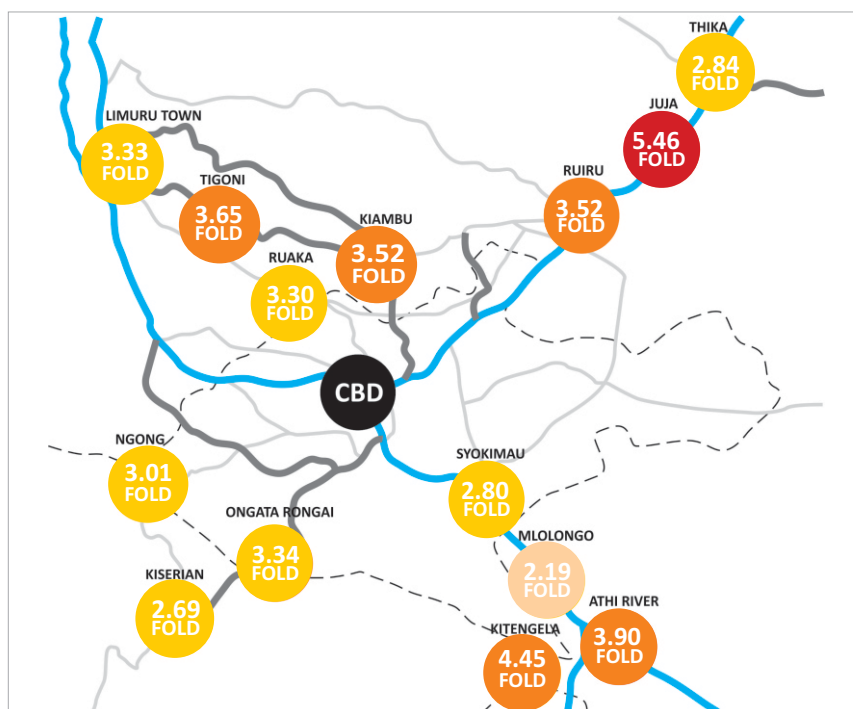 THIKA
2.84
FOLD
JUJA
5.46
FOLD
LIMURU TOWN
3.33
FOLD
RUIRU
3.52
FOLD
TIGONI
3.65
FOLD
KIAMBU
3.52
FOLD
RUAKA
3.30
FOLD
CBD
NGONG
3.01
FOLD
SYOKIMAU
2.80
FOLD
ONGATA RONGAI
3.34
FOLD
MLOLONGO
2.19
FOLD
KISERIAN
2.69
FOLD
ATHI RIVER
3.90
FOLD
KITENGELA
4.45
FOLD